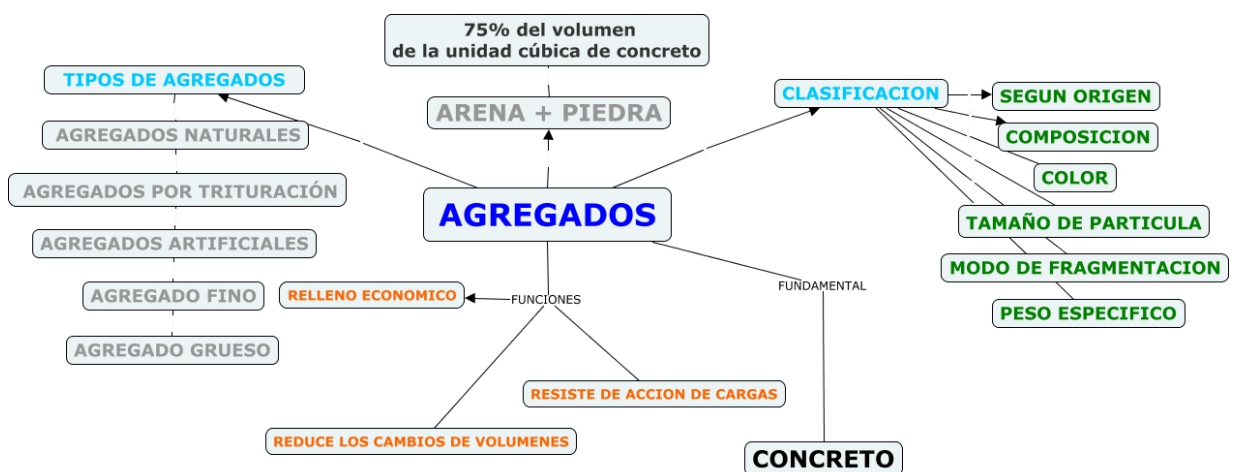 75% del volumen
de la unidad cúbica de concreto
TIPOS DE AGREGADOS
CLASIFICACION
SEGUN ORIGEN
ARENA + PIEDRA
AGREGADOS NATURALES
COMPOSICION
COLOR
AGREGADOS POR TRITURACIÓN
AGREGADOS
TAMAÑO DE PARTICULA
AGREGADOS ARTIFICIALES
MODO DE FRAGMENTACION
AGREGADO FINO
RELLENO ECONOMICO
FUNCIONES
FUNDAMENTAL
PESO ESPECIFICO
AGREGADO GRUESO
RESISTE DE ACCION DE CARGAS
REDUCE LOS CAMBIOS DE VOLUMENES
CONCRETO